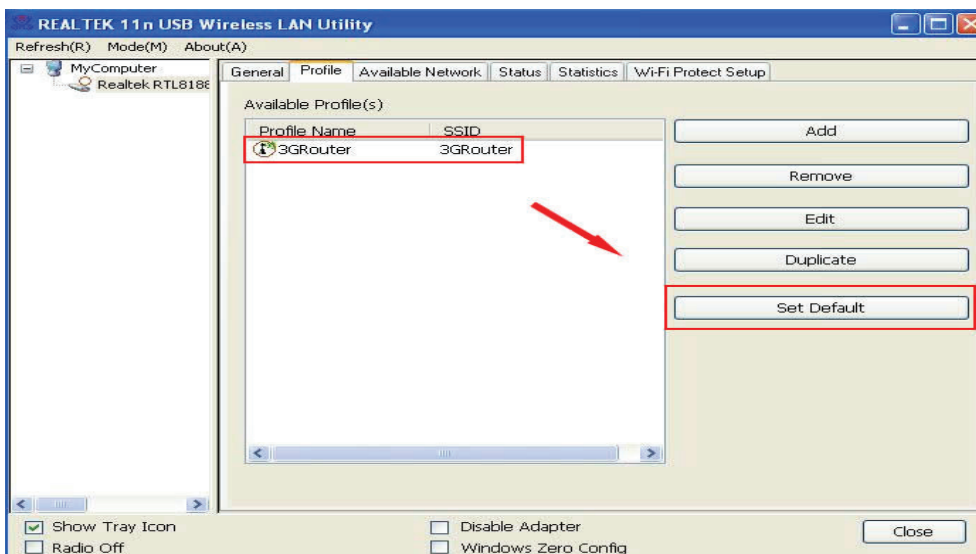 REALTEK 11n USB Wireless LAN Utility
Refresh(R) Mode(M) About(A)
MyComputer
Realtek RTL8188
General Profile Available Network Status Statistics Wi-Fi Protect Setup
Available Profile(s)
Profile Name SSID
3GRouter 3GRouter
Add
Remove
Edit
Duplicate
Set Default
Show Tray Icon
Radio Off
Disable Adapter
Windows Zero Config
Close